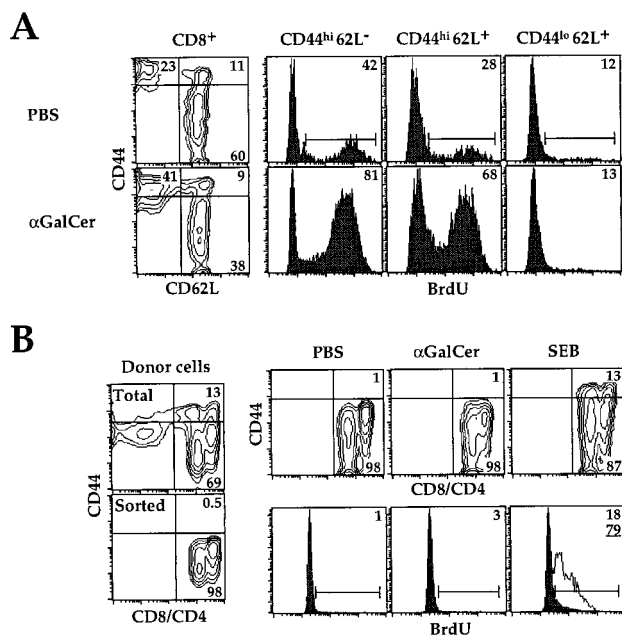 A
CD8+
CD44hi 62L-
CD44hi 62L+
CD44lo 62L+
PBS
23
11
60
42
28
12
CD44
αGalCer
41
9
38
81
68
13
CD62L
BrdU
B
Donor cells
PBS
αGalCer
SEB
Total
13
69
1
98
1
98
13
87
CD44
CD8/CD4
CD44
Sorted
0.5
98
1
3
18
79
CD8/CD4
BrdU